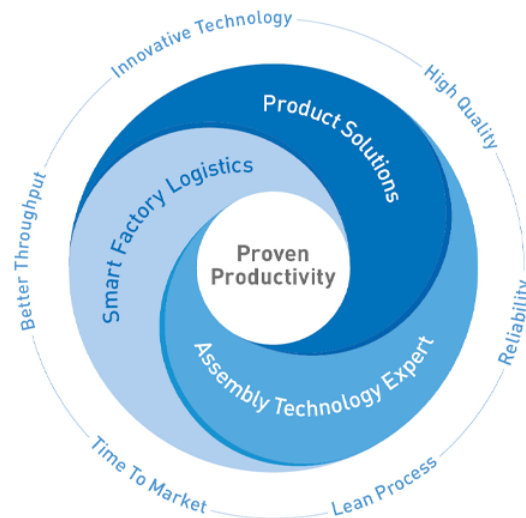 Innovative Technology
High Quality
Reliability
Lean Process
Time To Market
Better Throughput
Product Solutions
Assembly Technology Expert
Smart Factory Logistics
Proven
Productivity